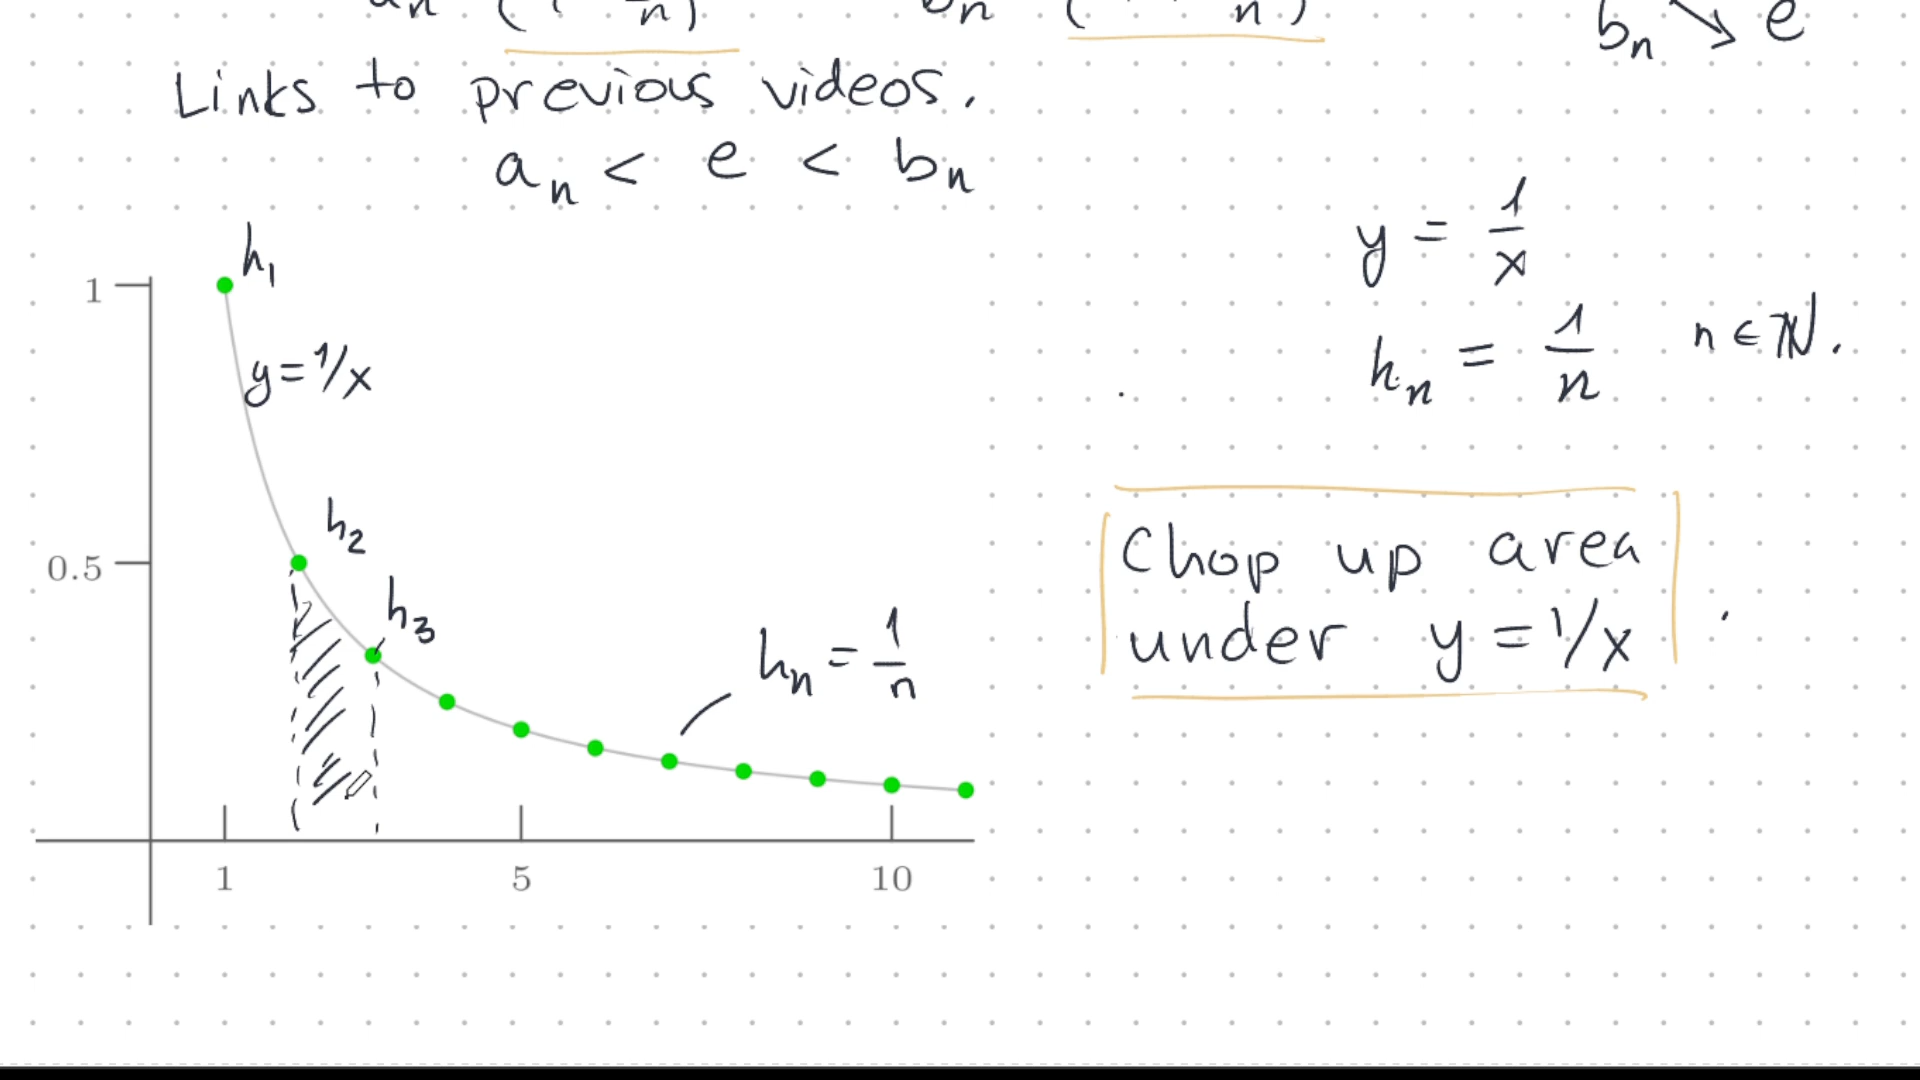 bₙ ↘ e
Links to previous videos.
aₙ < e < bₙ
y = 1/x
hₙ = 1/n n ∈ ℕ.
h₁
1
y = 1/x
h₂
0.5
h₃
hₙ = 1/n
Chop up area
under y = 1/x
1 5 10